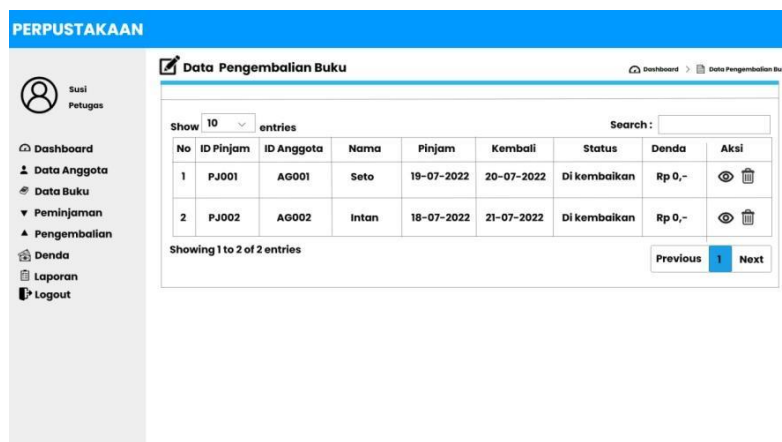 PERPUSTAKAAN
Susi
Petugas
Dashboard
Data Anggota
Data Buku
Peminjaman
Pengembalian
Denda
Laporan
Logout
Data Pengembalian Buku
Dashboard > Data Pengembalian Bu
Show 10 entries Search :
No ID Pinjam ID Anggota Nama Pinjam Kembali Status Denda Aksi
1 PJ001 AG001 Seto 19-07-2022 20-07-2022 Di kembaikan Rp 0,-
2 PJ002 AG002 Intan 18-07-2022 21-07-2022 Di kembaikan Rp 0,-
Showing 1 to 2 of 2 entries
Previous 1 Next